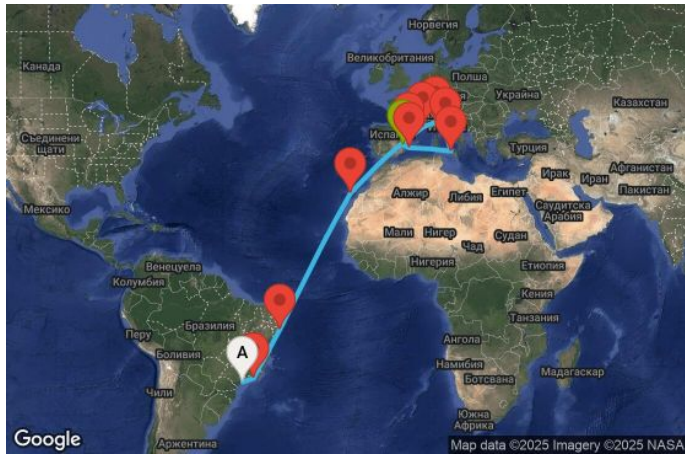 Норвегия
Канада
Великобритания
Полша
Украйна
Казахстан
Съединени
щати
Турция
Ирак
Афганистан
Иран
Пакистан
Алжир
Либия
Египет
Саудитска
Арабия
Мексико
Мали
Нигер
Чад
Судан
Нигерия
Етиопия
Венецуела
Колумбия
Кения
Танзания
Перу
Бразилия
Боливия
Ангола
Намибия
Ботсвана
Мадагаскар
A
Чили
Южна
Африка
Аржентина
Google
Map data ©2025 Imagery ©2025 NASA